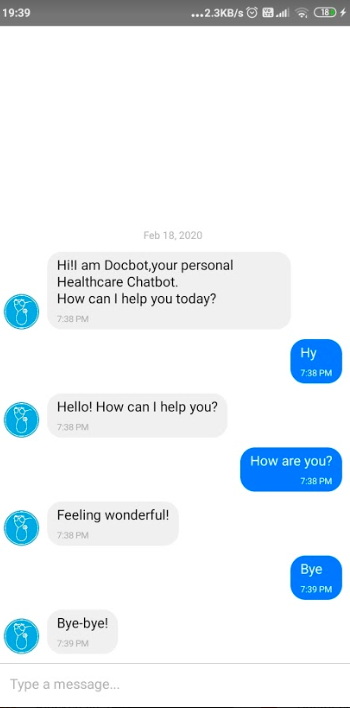 19:39
...2.3KB/s
18
Feb 18, 2020
Hi!I am Docbot,your personal
Healthcare Chatbot.
How can I help you today?
7:38 PM
Hy
7:38 PM
Hello! How can I help you?
7:38 PM
How are you?
7:38 PM
Feeling wonderful!
7:38 PM
Bye
7:39 PM
Bye-bye!
7:39 PM
Type a message...